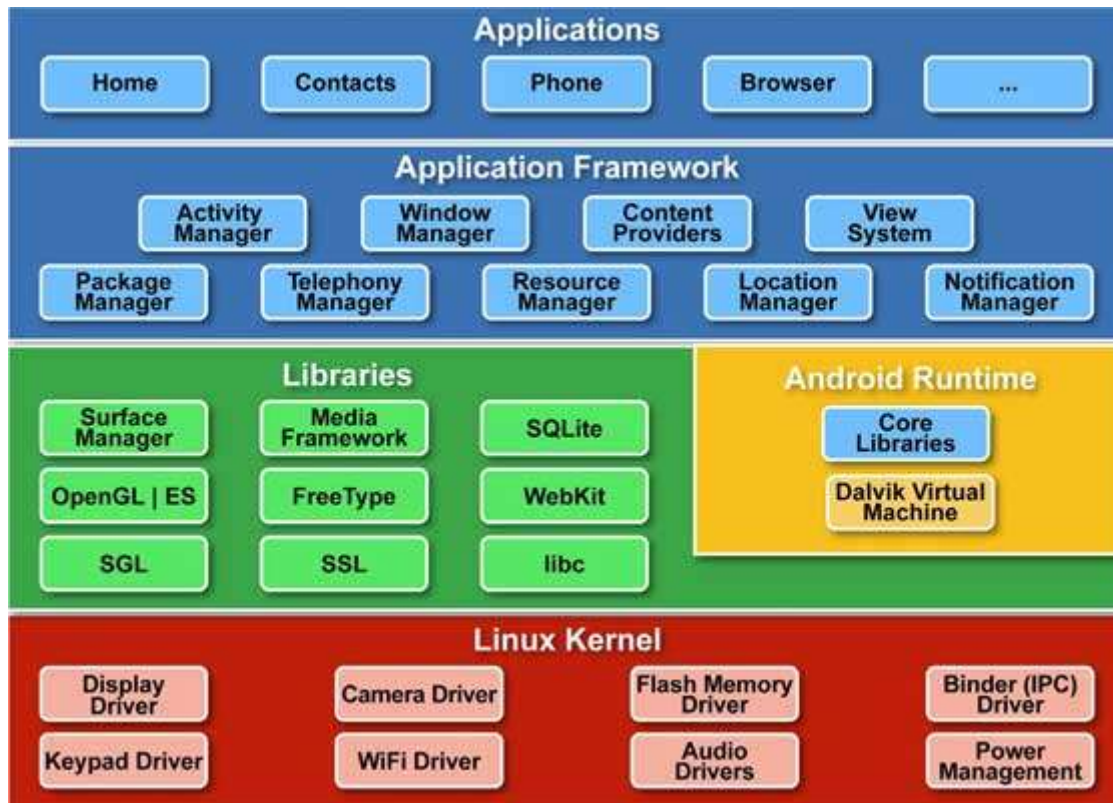 Applications
Home
Contacts
Phone
Browser
...
Application Framework
Activity
Manager
Window
Manager
Content
Providers
View
System
Package
Manager
Telephony
Manager
Resource
Manager
Location
Manager
Notification
Manager
Libraries
Surface
Manager
Media
Framework
SQLite
OpenGL | ES
FreeType
WebKit
SGL
SSL
libc
Android Runtime
Core
Libraries
Dalvik Virtual
Machine
Linux Kernel
Display
Driver
Camera Driver
Flash Memory
Driver
Binder (IPC)
Driver
Keypad Driver
WiFi Driver
Audio
Drivers
Power
Management